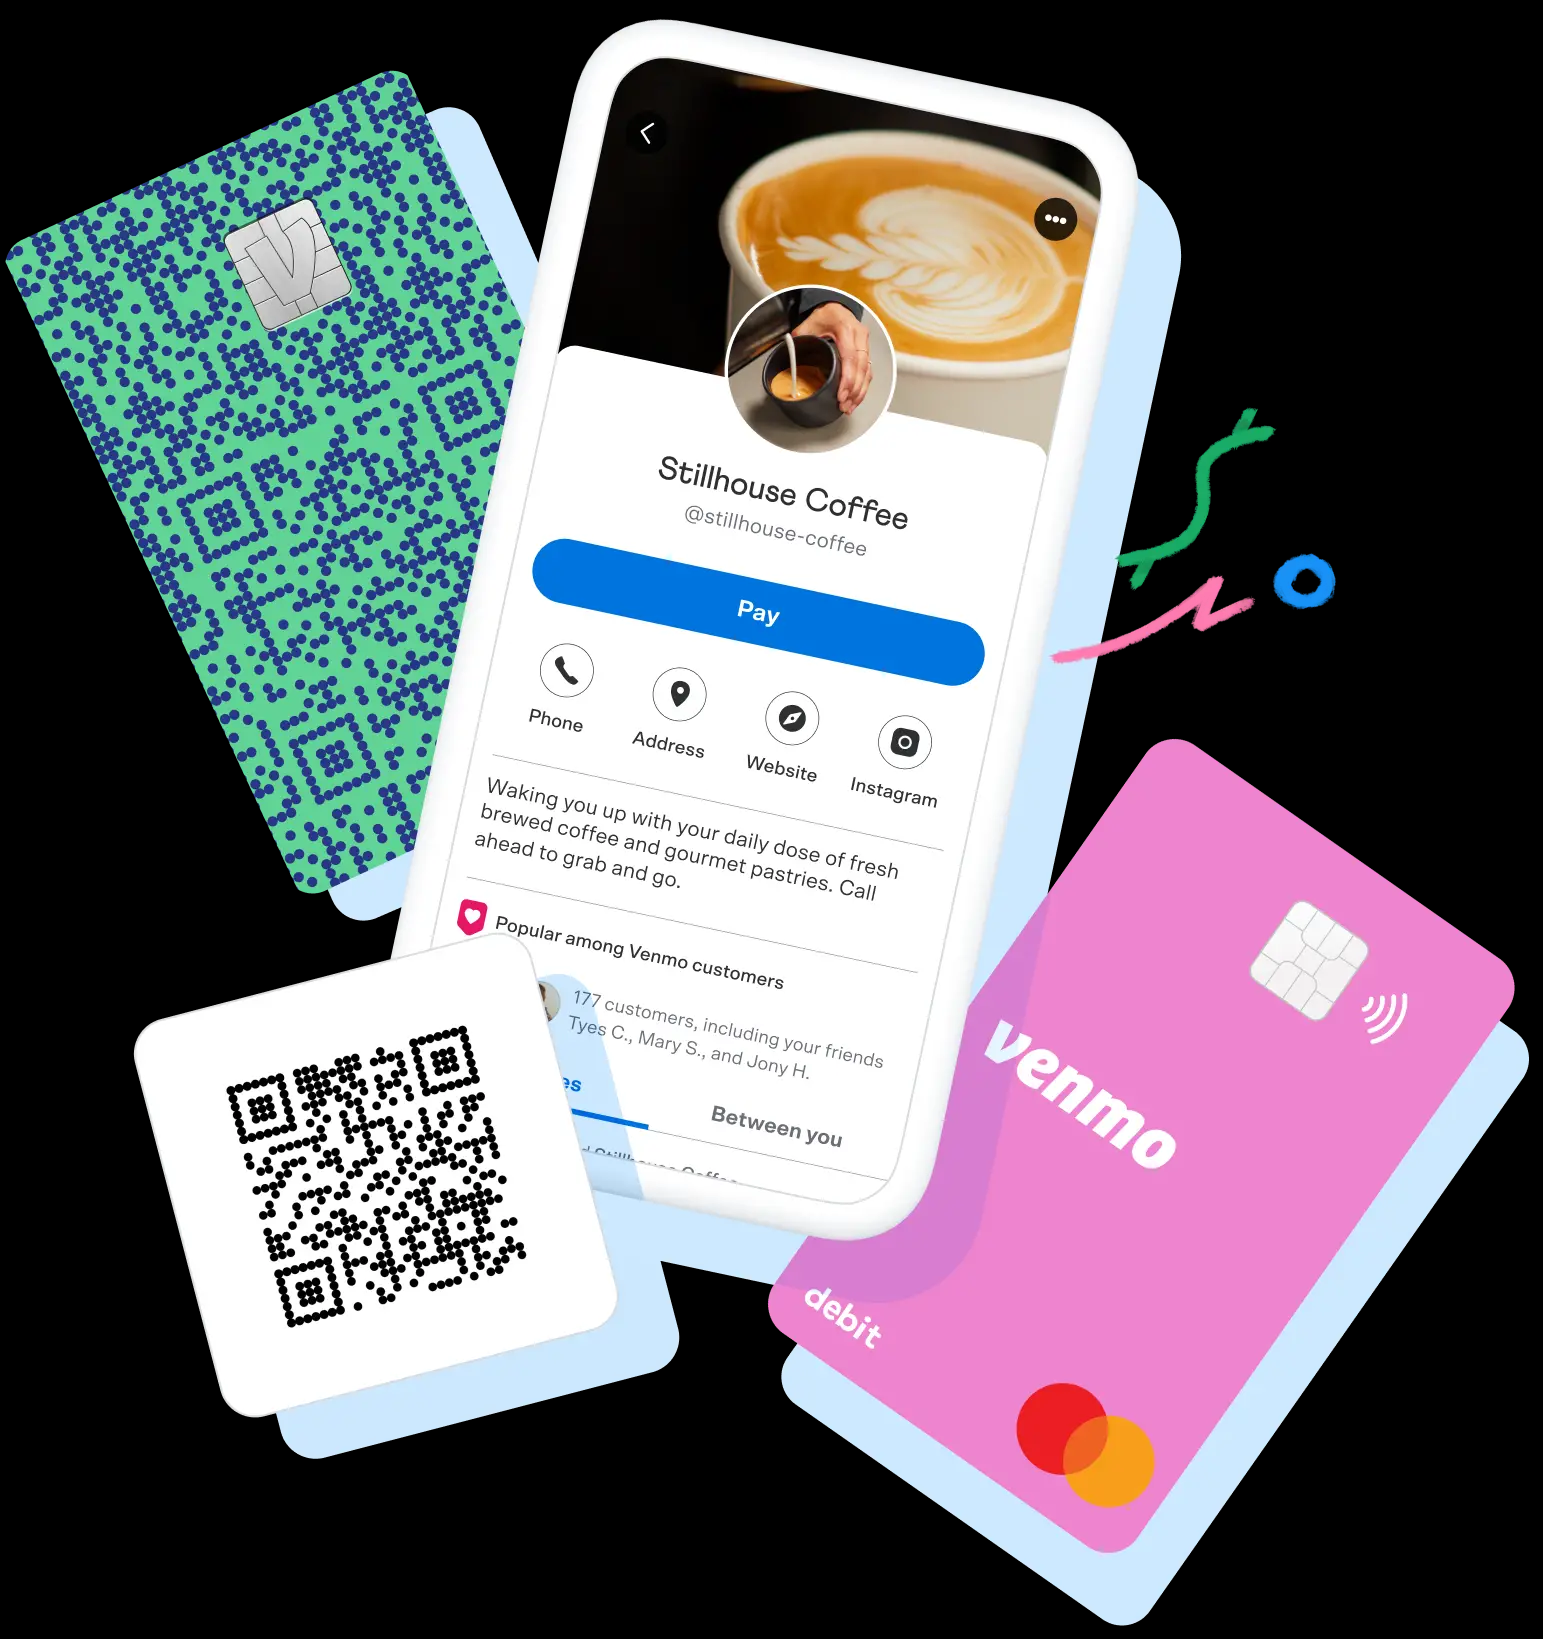 Stillhouse Coffee
@stillhouse-coffee
Pay
Phone
Address
Website
Instagram
Waking you up with your daily dose of fresh
brewed coffee and gourmet pastries. Call
ahead to grab and go.
Popular among Venmo customers
177 customers, including your friends
Tyes C., Mary S., and Jony H.
Between you
Stillhouse Coffee
venmo
debit